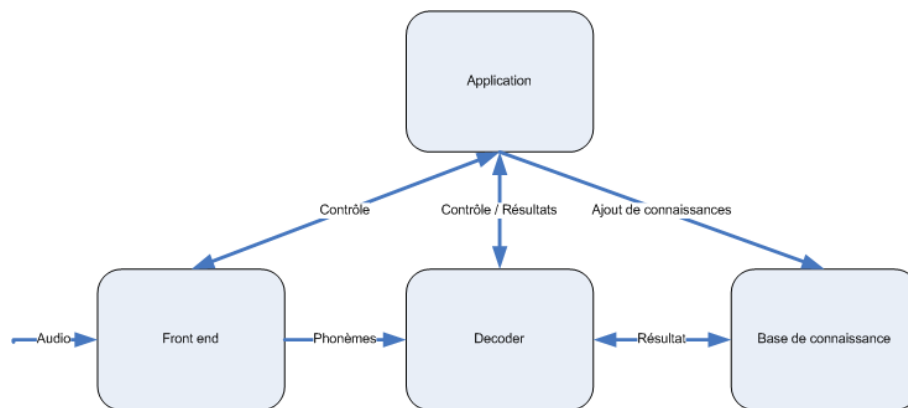 Application
Contrôle
Contrôle / Résultats
Ajout de connaissances
Audio
Front end
Phonèmes
Decoder
Résultat
Base de connaissance